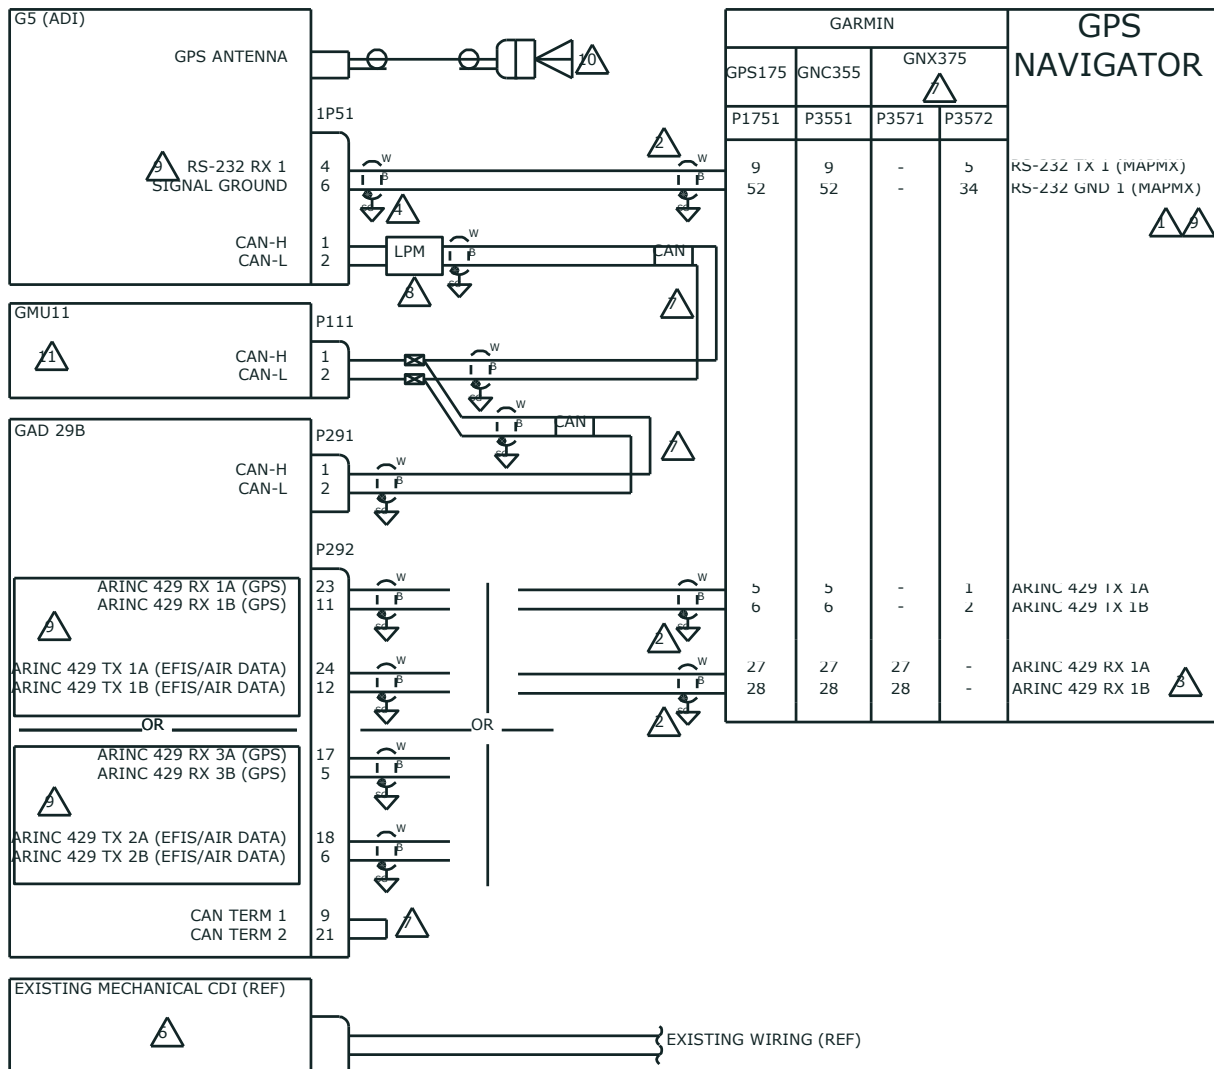 G5 (ADI)
GPS ANTENNA
10
1P51
9 RS-232 RX 1 4 W
SIGNAL GROUND 6 B
4
CAN-H 1 LPM W CAN
CAN-L 2 B
8
7
GMU11
P111
11
CAN-H 1 W
CAN-L 2 B
W CAN
B
7
GAD 29B
P291
CAN-H 1 W
CAN-L 2 B
P292
ARINC 429 RX 1A (GPS) 23 W
ARINC 429 RX 1B (GPS) 11 B
9
ARINC 429 TX 1A (EFIS/AIR DATA) 24 W
ARINC 429 TX 1B (EFIS/AIR DATA) 12 B
OR
OR
ARINC 429 RX 3A (GPS) 17 W
ARINC 429 RX 3B (GPS) 5 B
9
ARINC 429 TX 2A (EFIS/AIR DATA) 18 W
ARINC 429 TX 2B (EFIS/AIR DATA) 6 B
CAN TERM 1 9
7
CAN TERM 2 21
EXISTING MECHANICAL CDI (REF)
6
EXISTING WIRING (REF)
GARMIN
GPS
NAVIGATOR
GPS175 GNC355 GNX375
7
P1751 P3551 P3571 P3572
2
W 9 9 - 5 RS-232 TX 1 (MAPMX)
B 52 52 - 34 RS-232 GND 1 (MAPMX)
1 9
W 5 5 - 1 ARINC 429 TX 1A
B 6 6 - 2 ARINC 429 TX 1B
2
W 27 27 27 - ARINC 429 RX 1A
B 28 28 28 - ARINC 429 RX 1B
3
2